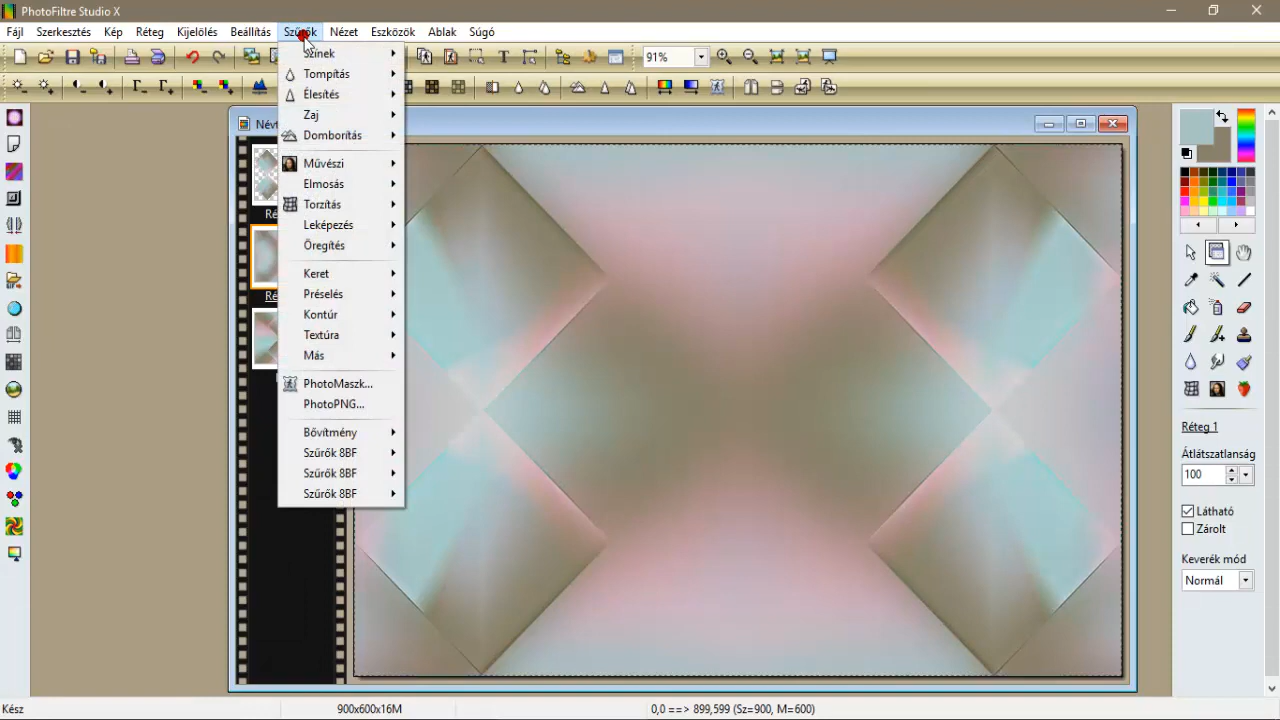 PhotoFiltre Studio X
Fájl Szerkesztés Kép Réteg Kijelölés Beállítás Szűrők Nézet Eszközök Ablak Súgó
91%
Színek
Tompítás
Élesítés
Zaj
Domborítás
Művészi
Elmosás
Torzítás
Leképezés
Öregítés
Keret
Préselés
Kontúr
Textúra
Más
PhotoMaszk...
PhotoPNG...
Bővítmény
Szűrők 8BF
Szűrők 8BF
Szűrők 8BF
Réteg 1
Átlátszatlanság
100
Látható
Zárolt
Keverék mód
Normál
Kész
900x600x16M
0,0 ==> 899,599 (Sz=900, M=600)